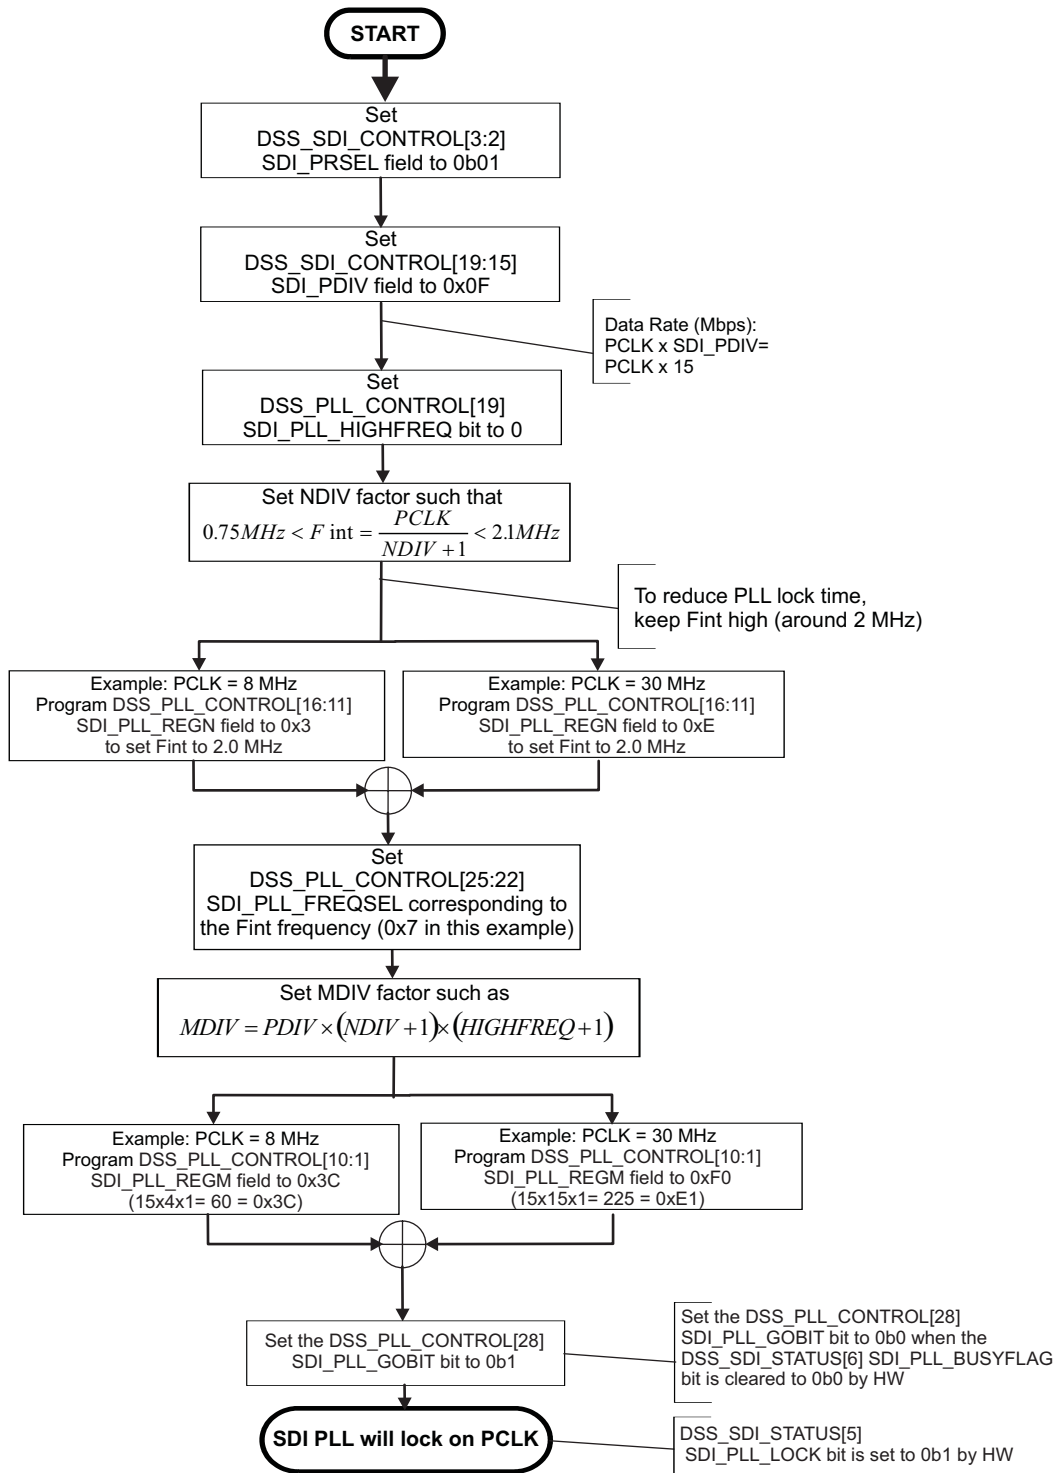 START
Set
DSS_SDI_CONTROL[3:2]
SDI_PRSEL field to 0b01
Set
DSS_SDI_CONTROL[19:15]
SDI_PDIV field to 0x0F
Data Rate (Mbps):
PCLK x SDI_PDIV=
PCLK x 15
Set
DSS_PLL_CONTROL[19]
SDI_PLL_HIGHFREQ bit to 0
Set NDIV factor such that
0.75MHz < F int = PCLK / NDIV +1 < 2.1MHz
To reduce PLL lock time,
keep Fint high (around 2 MHz)
Example: PCLK = 8 MHz
Program DSS_PLL_CONTROL[16:11]
SDI_PLL_REGN field to 0x3
to set Fint to 2.0 MHz
Example: PCLK = 30 MHz
Program DSS_PLL_CONTROL[16:11]
SDI_PLL_REGN field to 0xE
to set Fint to 2.0 MHz
Set
DSS_PLL_CONTROL[25:22]
SDI_PLL_FREQSEL corresponding to
the Fint frequency (0x7 in this example)
Set MDIV factor such as
MDIV = PDIV × (NDIV +1)× (HIGHFREQ +1)
Example: PCLK = 8 MHz
Program DSS_PLL_CONTROL[10:1]
SDI_PLL_REGM field to 0x3C
(15x4x1= 60 = 0x3C)
Example: PCLK = 30 MHz
Program DSS_PLL_CONTROL[10:1]
SDI_PLL_REGM field to 0xF0
(15x15x1= 225 = 0xE1)
Set the DSS_PLL_CONTROL[28]
SDI_PLL_GOBIT bit to 0b1
Set the DSS_PLL_CONTROL[28]
SDI_PLL_GOBIT bit to 0b0 when the
DSS_SDI_STATUS[6] SDI_PLL_BUSYFLAG
bit is cleared to 0b0 by HW
SDI PLL will lock on PCLK
DSS_SDI_STATUS[5]
SDI_PLL_LOCK bit is set to 0b1 by HW